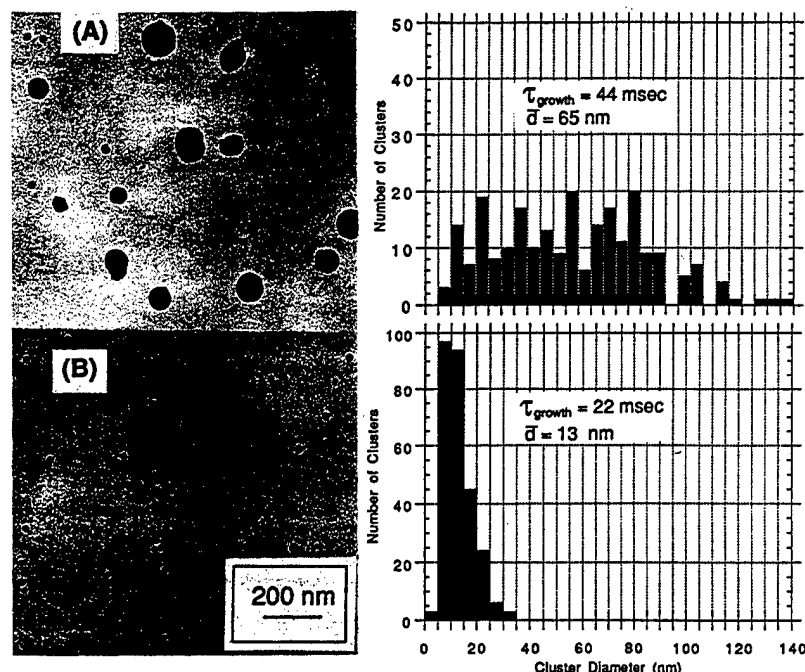 (A)
50
40
30
20
10
0
Number of Clusters
τgrowth = 44 msec
d̄ = 65 nm
(B)
200 nm
100
80
60
40
20
0
Number of Clusters
τgrowth = 22 msec
d̄ = 13 nm
0 20 40 60 80 100 120 140
Cluster Diameter (nm)